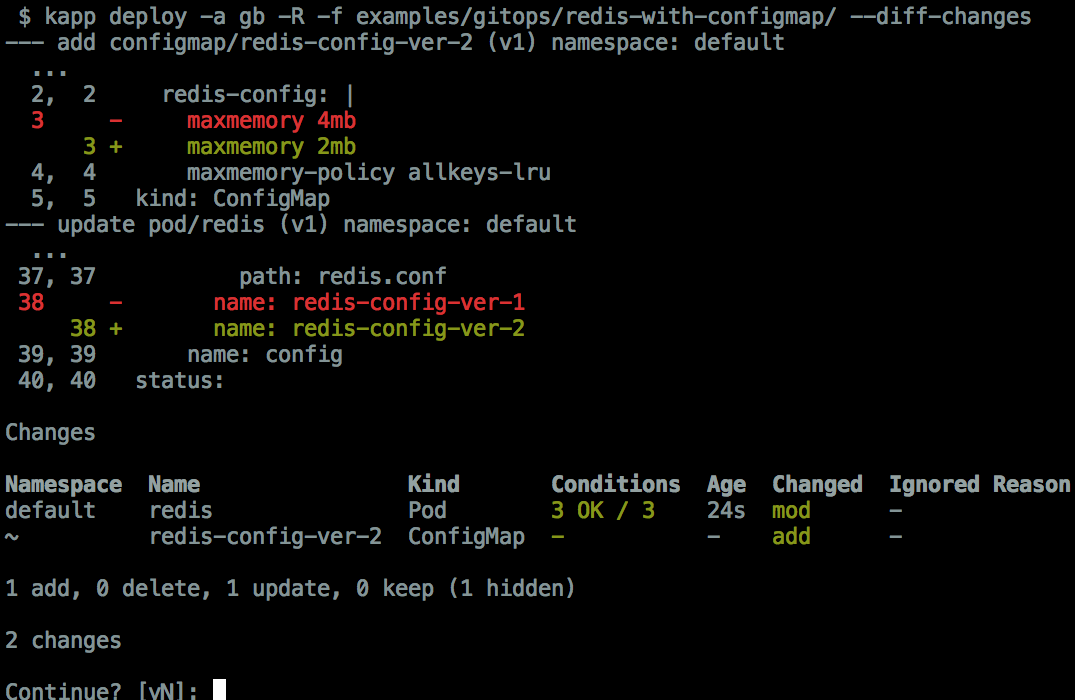 $ kapp deploy -a gb -R -f examples/gitops/redis-with-configmap/ --diff-changes
--- add configmap/redis-config-ver-2 (v1) namespace: default
...
2, 2 redis-config: |
3 - maxmemory 4mb
3 + maxmemory 2mb
4, 4 maxmemory-policy allkeys-lru
5, 5 kind: ConfigMap
--- update pod/redis (v1) namespace: default
...
37, 37 path: redis.conf
38 - name: redis-config-ver-1
38 + name: redis-config-ver-2
39, 39 name: config
40, 40 status:
Changes
Namespace Name Kind Conditions Age Changed Ignored Reason
default redis Pod 3 OK / 3 24s mod -
~ redis-config-ver-2 ConfigMap - - add -
1 add, 0 delete, 1 update, 0 keep (1 hidden)
2 changes
Continue? [yN]: